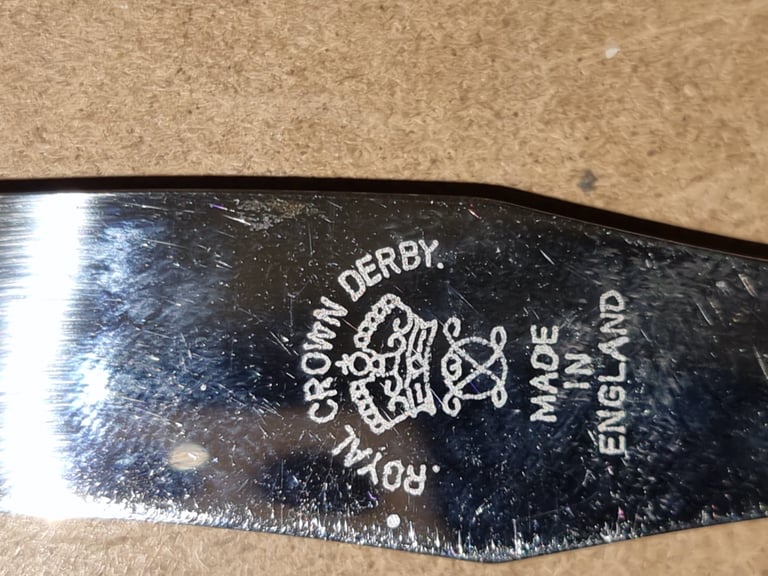 ·ROYAL CROWN DERBY·
MADE
IN
ENGLAND